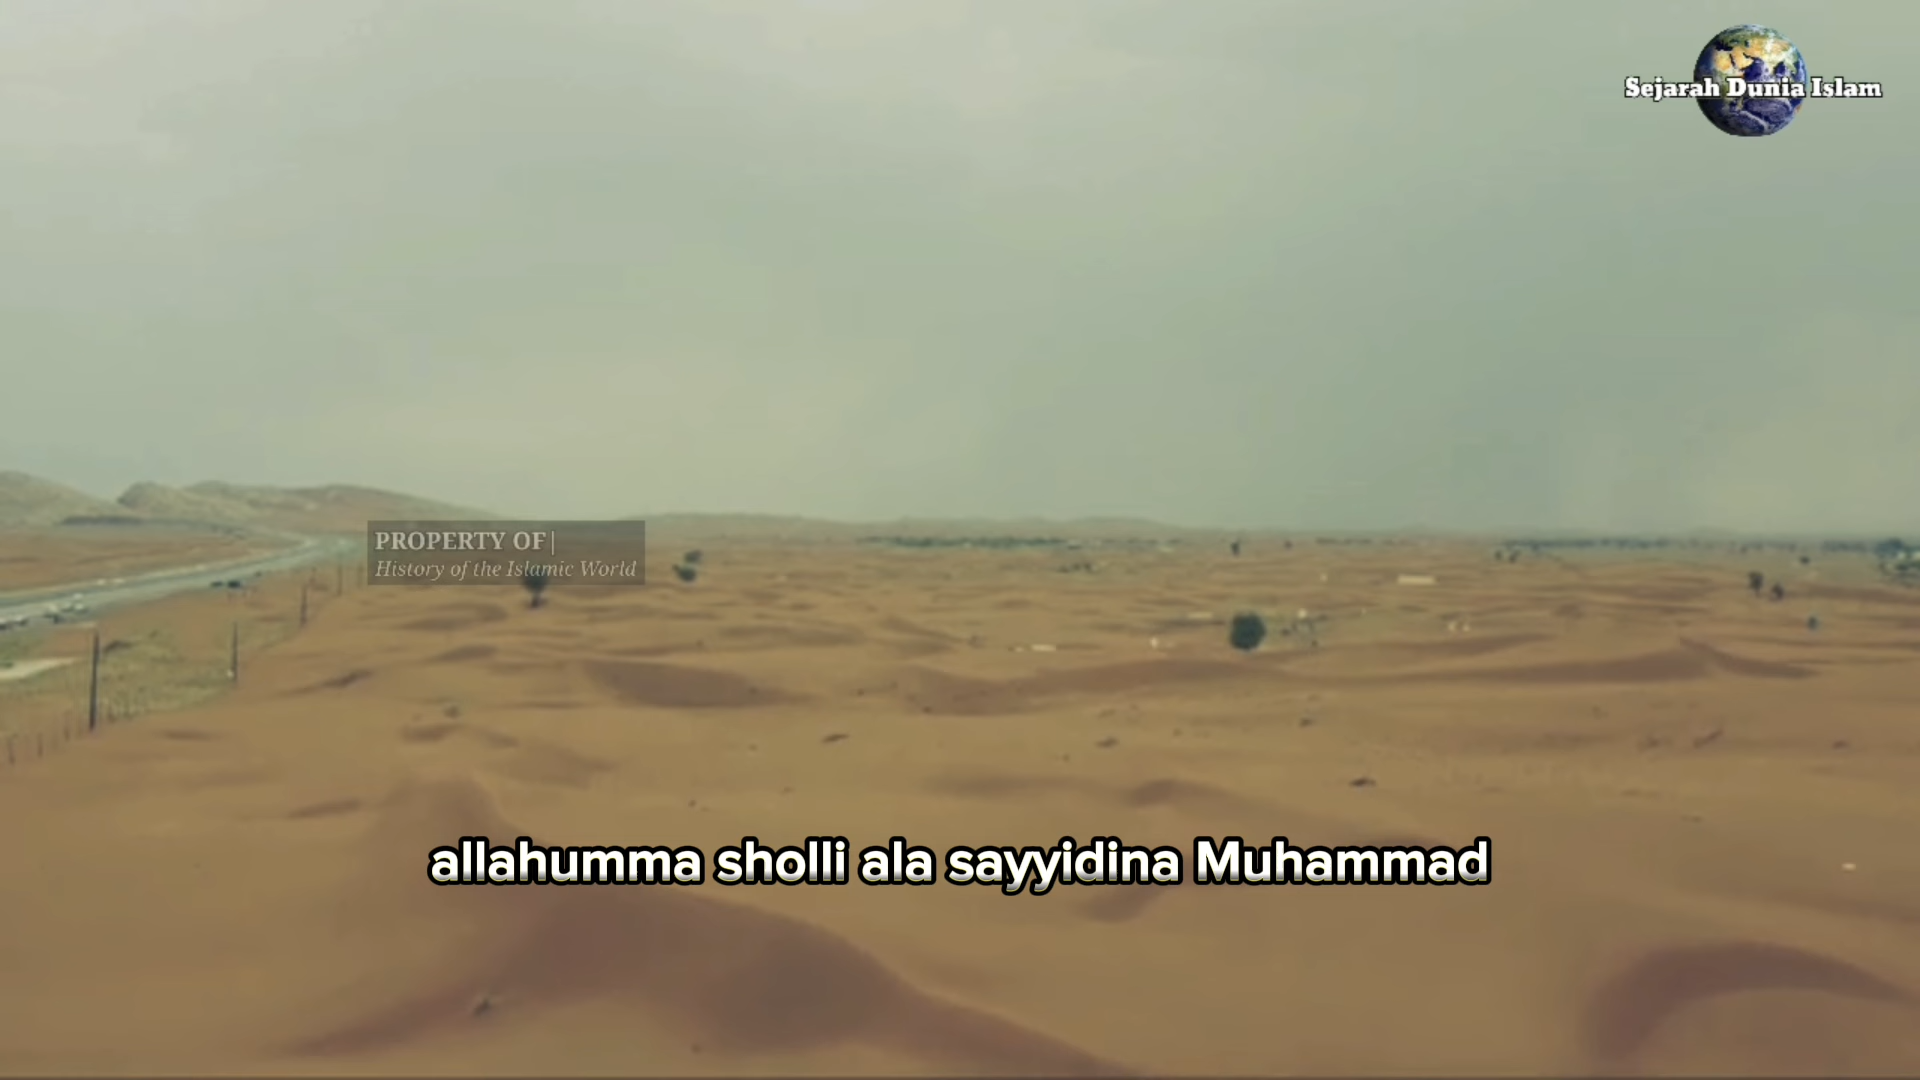 Sejarah Dunia Islam
PROPERTY OF|
History of the Islamic World
allahumma sholli ala sayyidina Muhammad